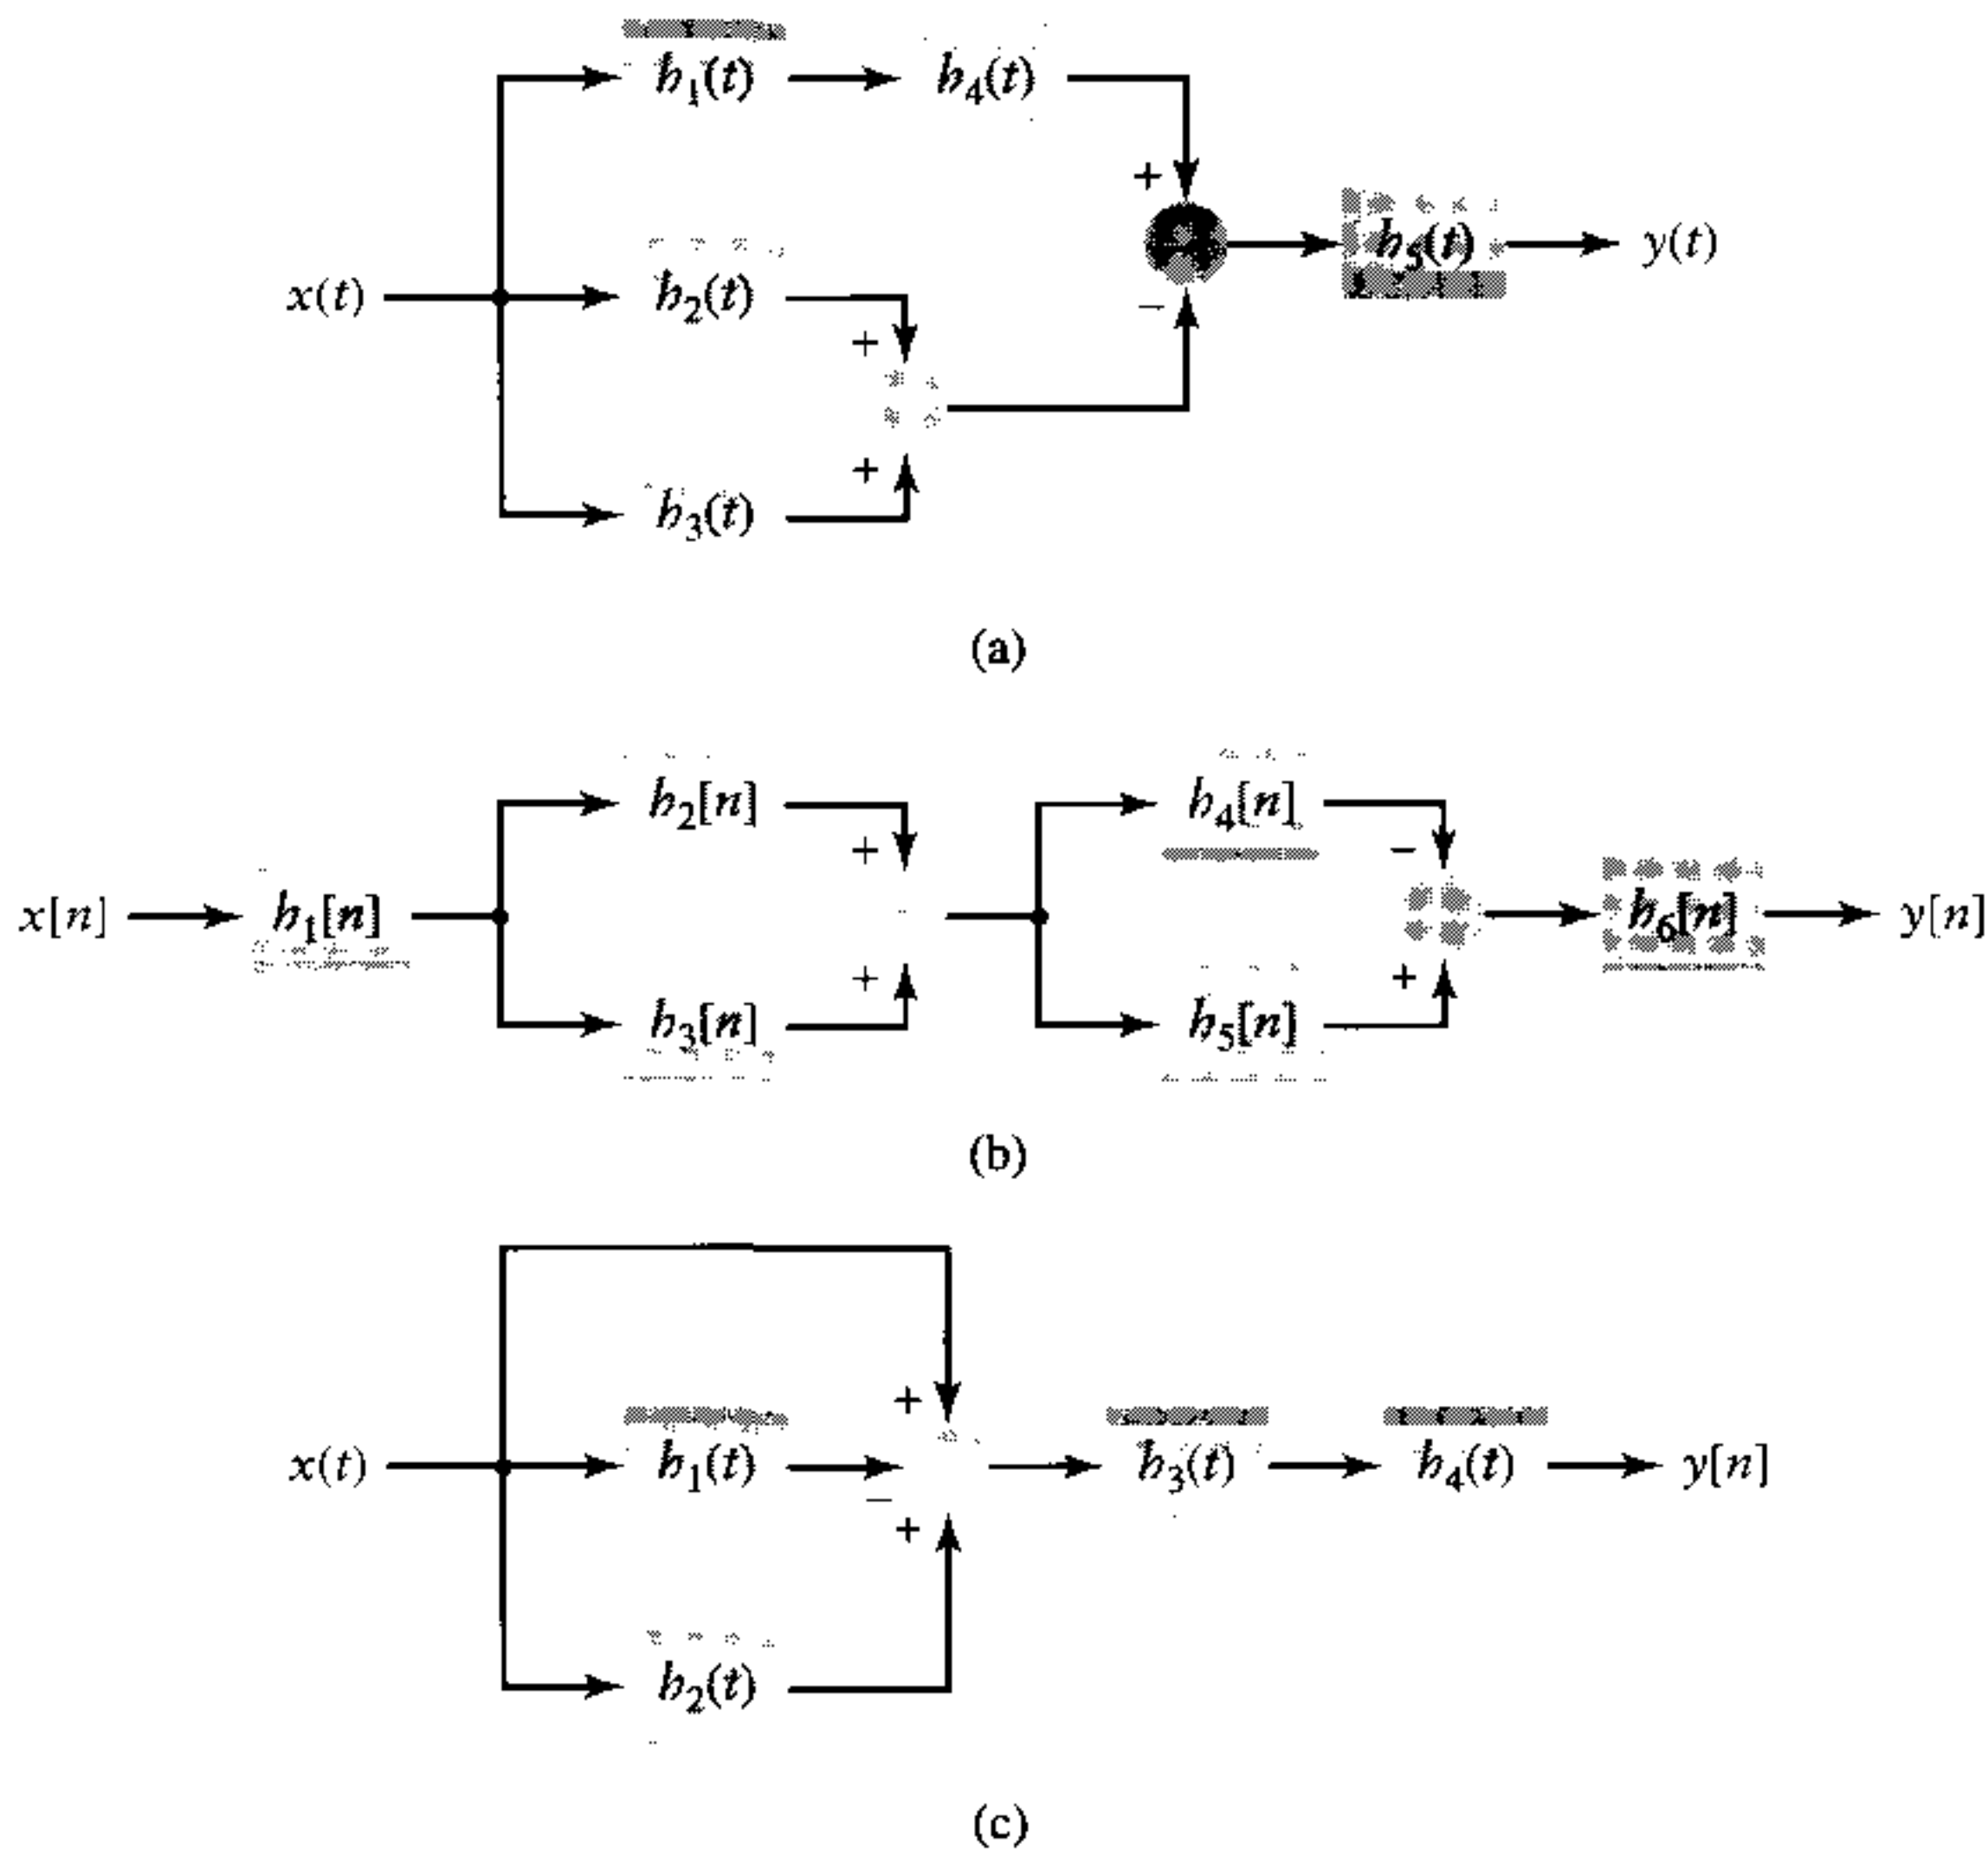 h1(t) h4(t)
+
h5(t) y(t)
x(t) h2(t)
−
+
+
h3(t)
(a)
h2[n] h4[n]
+ −
x[n] h1[n] h6[n] y[n]
+ +
h3[n] h5[n]
(b)
+
x(t) h1(t) h3(t) h4(t) y[n]
−
+
h2(t)
(c)